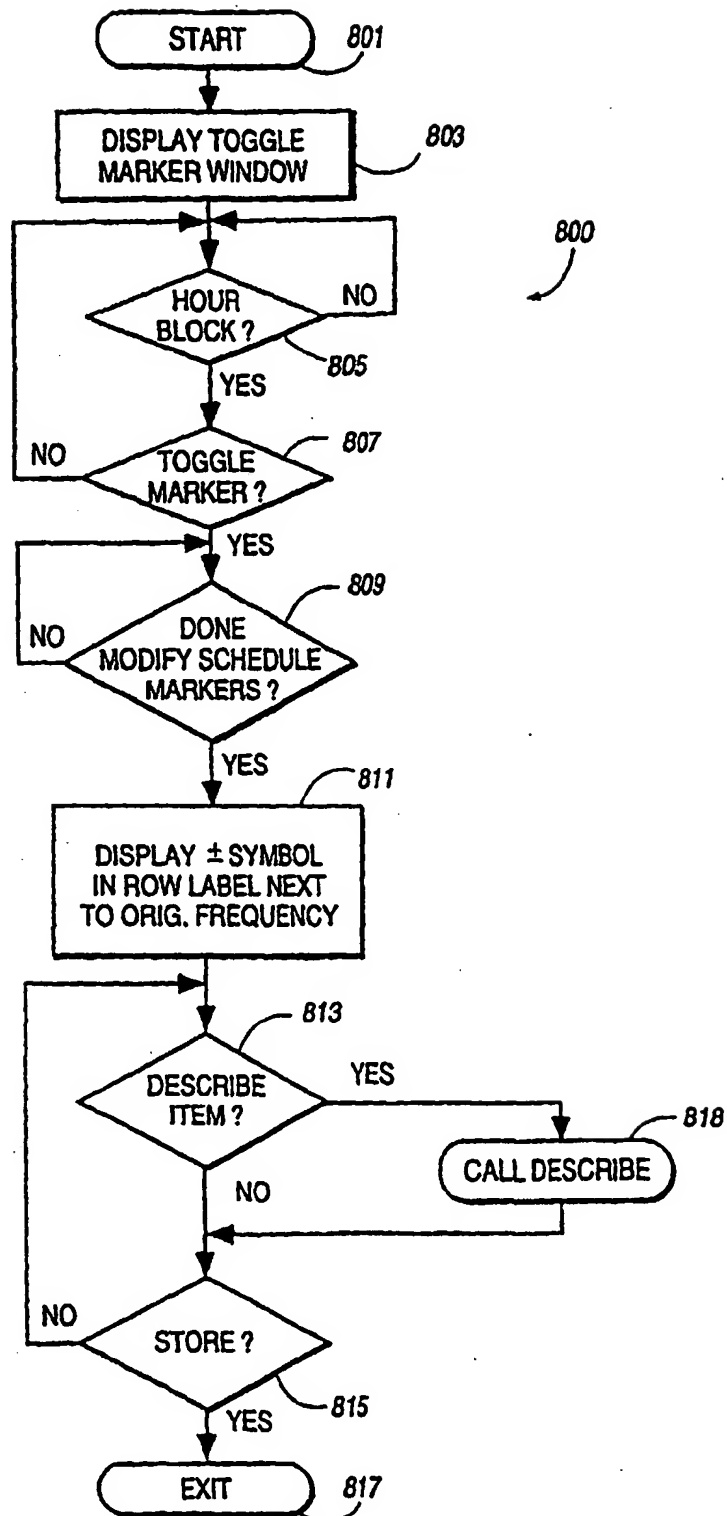 START
801
DISPLAY TOGGLE
MARKER WINDOW
803
800
HOUR
BLOCK ?
NO
805
YES
807
NO
TOGGLE
MARKER ?
YES
809
NO
DONE
MODIFY SCHEDULE
MARKERS ?
YES
811
DISPLAY ± SYMBOL
IN ROW LABEL NEXT
TO ORIG. FREQUENCY
813
DESCRIBE
ITEM ?
YES
818
CALL DESCRIBE
NO
NO
STORE ?
815
YES
EXIT
817